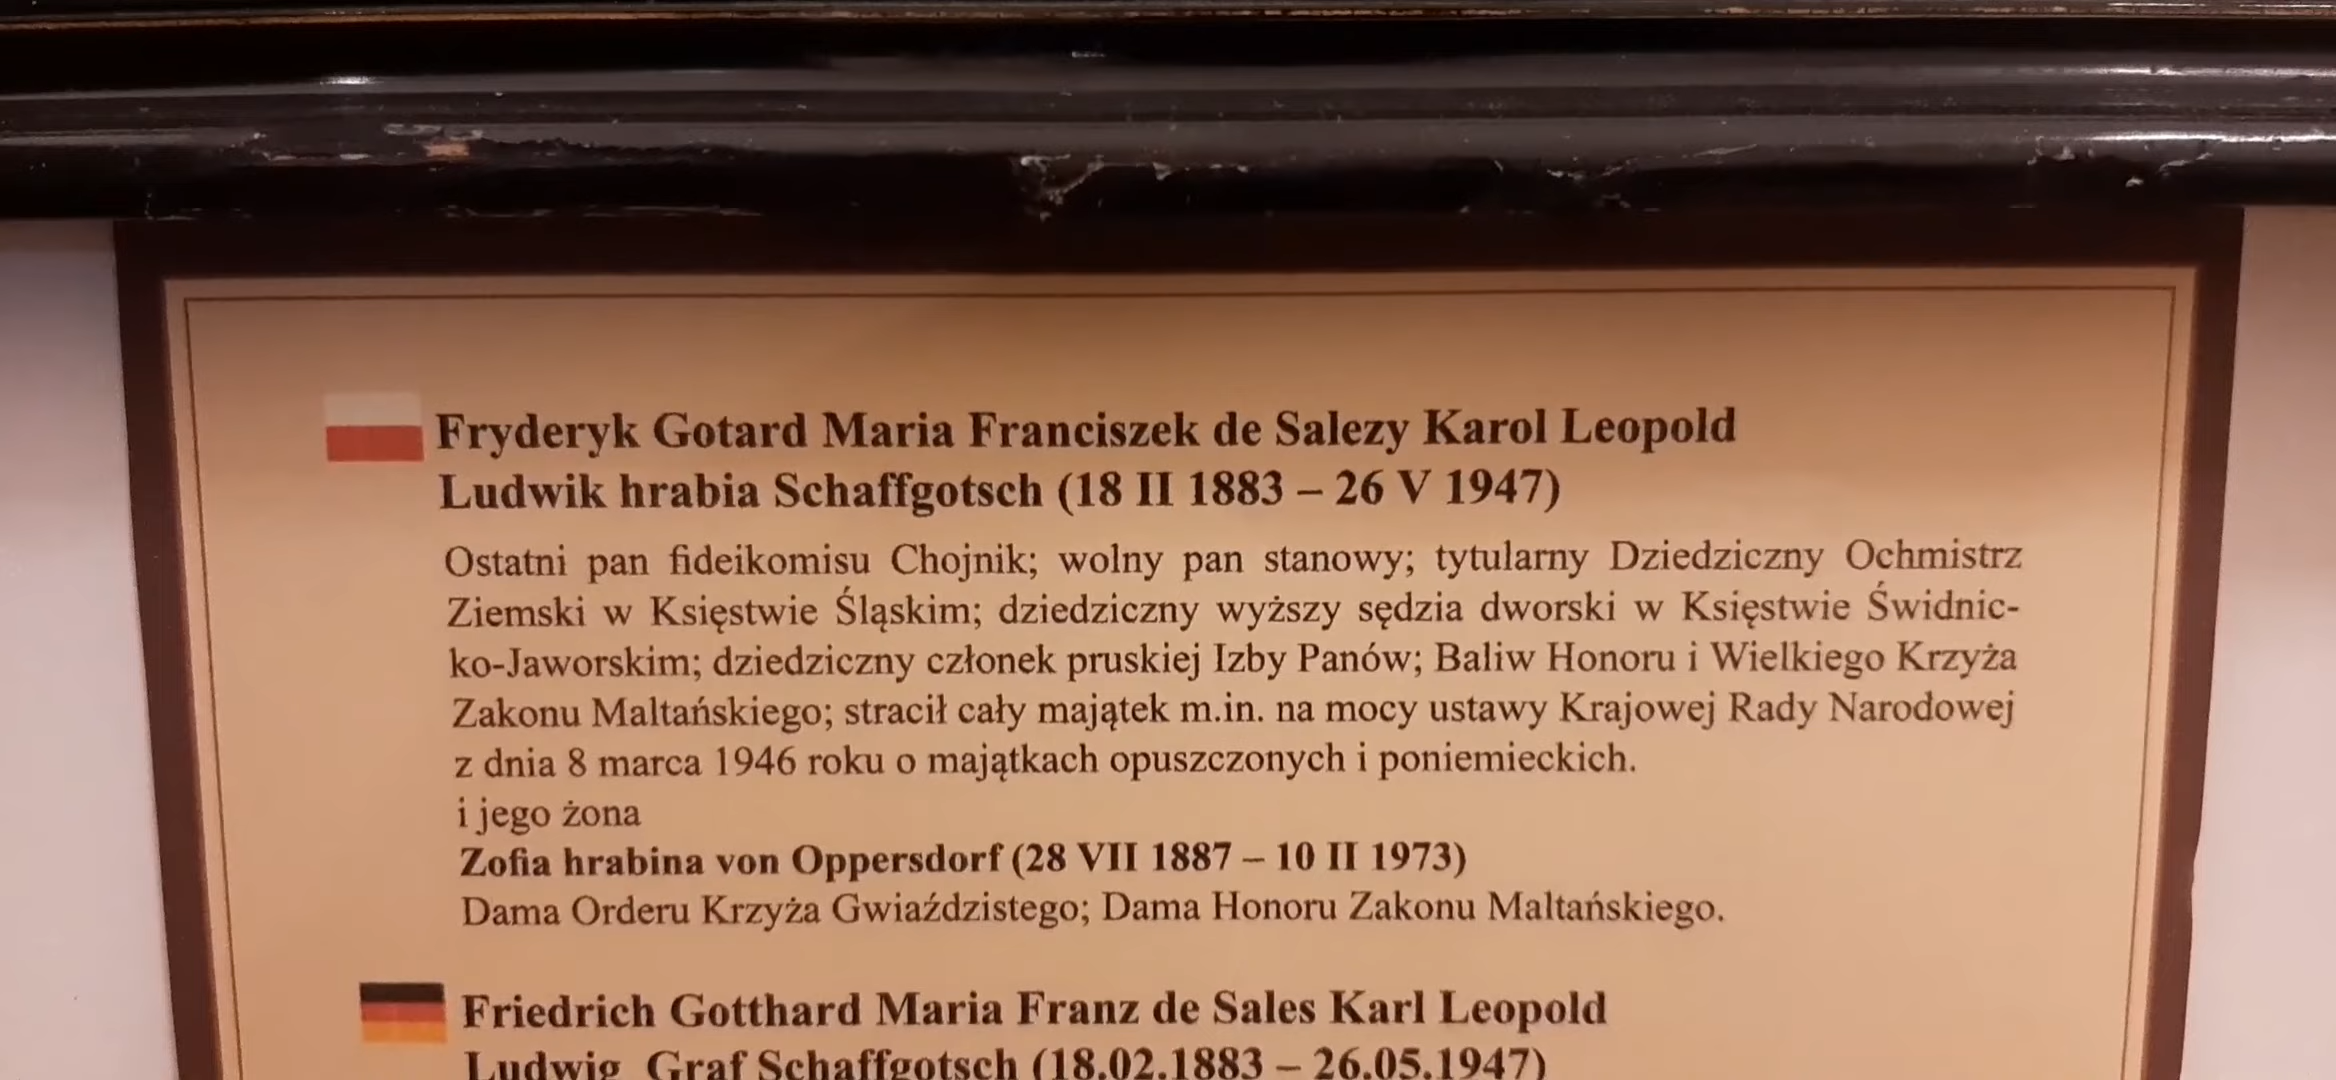 Fryderyk Gotard Maria Franciszek de Salezy Karol Leopold
Ludwik hrabia Schaffgotsch (18 II 1883 – 26 V 1947)
Ostatni pan fideikomisu Chojnik; wolny pan stanowy; tytularny Dziedziczny Ochmistrz
Ziemski w Księstwie Śląskim; dziedziczny wyższy sędzia dworski w Księstwie Świdnic-
ko-Jaworskim; dziedziczny członek pruskiej Izby Panów; Baliw Honoru i Wielkiego Krzyża
Zakonu Maltańskiego; stracił cały majątek m.in. na mocy ustawy Krajowej Rady Narodowej
z dnia 8 marca 1946 roku o majątkach opuszczonych i poniemieckich.
i jego żona
Zofia hrabina von Oppersdorf (28 VII 1887 – 10 II 1973)
Dama Orderu Krzyża Gwiaździstego; Dama Honoru Zakonu Maltańskiego.
Friedrich Gotthard Maria Franz de Sales Karl Leopold
Ludwig Graf Schaffgotsch (18.02.1883 – 26.05.1947)